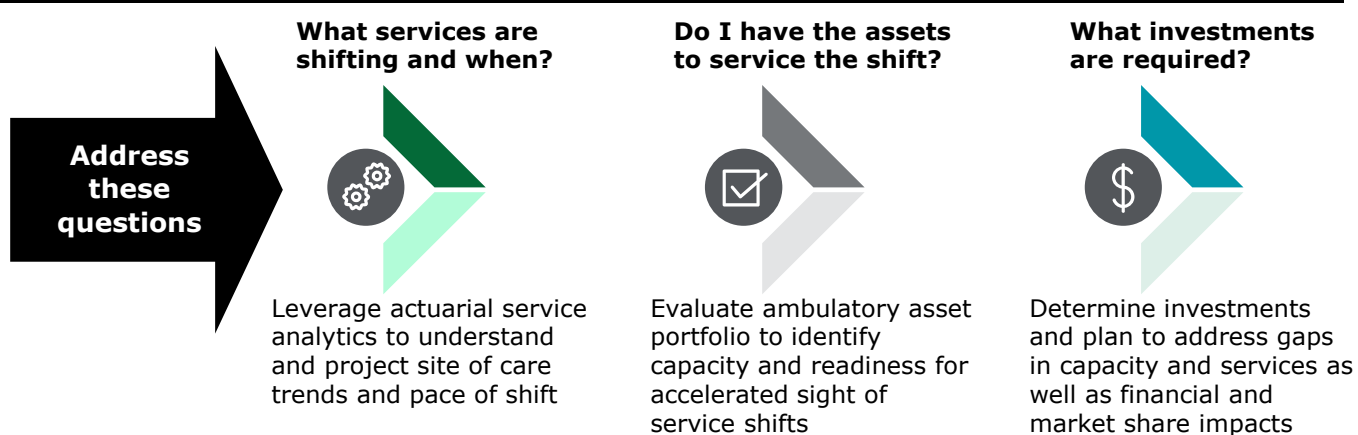 Address
these
questions
What services are
shifting and when?
Leverage actuarial service
analytics to understand
and project site of care
trends and pace of shift
Do I have the assets
to service the shift?
Evaluate ambulatory asset
portfolio to identify
capacity and readiness for
accelerated sight of
service shifts
What investments
are required?
$
Determine investments
and plan to address gaps
in capacity and services as
well as financial and
market share impacts